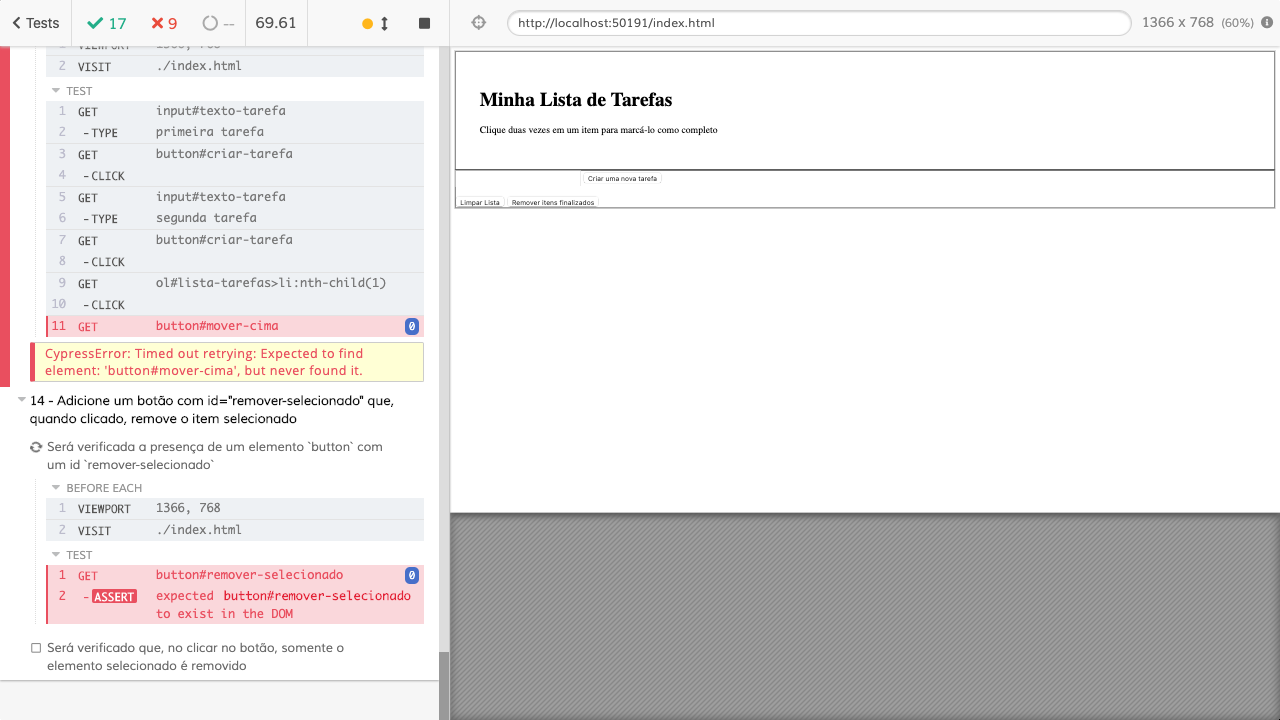 Tests 17 9 -- 69.61
http://localhost:50191/index.html 1366 x 768 (60%)
1 VIEWPORT 1366, 768
2 VISIT ./index.html
TEST
1 GET input#texto-tarefa
2 -TYPE primeira tarefa
3 GET button#criar-tarefa
4 -CLICK
5 GET input#texto-tarefa
6 -TYPE segunda tarefa
7 GET button#criar-tarefa
8 -CLICK
9 GET ol#lista-tarefas>li:nth-child(1)
10 -CLICK
11 GET button#mover-cima 0
CypressError: Timed out retrying: Expected to find
element: 'button#mover-cima', but never found it.
14 - Adicione um botão com id="remover-selecionado" que,
quando clicado, remove o item selecionado
Será verificada a presença de um elemento `button` com
um id `remover-selecionado`
BEFORE EACH
1 VIEWPORT 1366, 768
2 VISIT ./index.html
TEST
1 GET button#remover-selecionado 0
2 -ASSERT expected button#remover-selecionado
to exist in the DOM
Será verificado que, no clicar no botão, somente o
elemento selecionado é removido
Minha Lista de Tarefas
Clique duas vezes em um item para marcá-lo como completo
Criar uma nova tarefa
Limpar Lista Remover itens finalizados